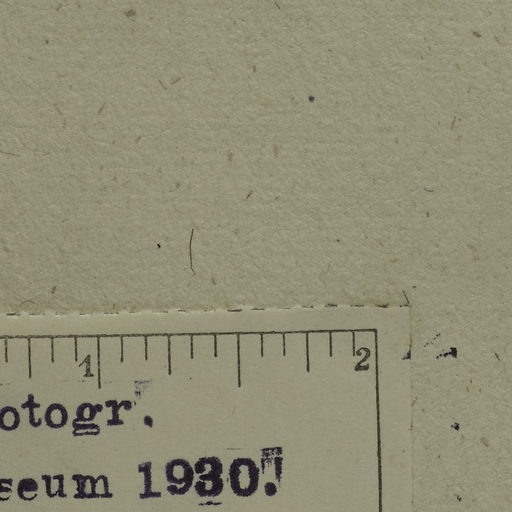 1 2
otogr".
seum 1930."